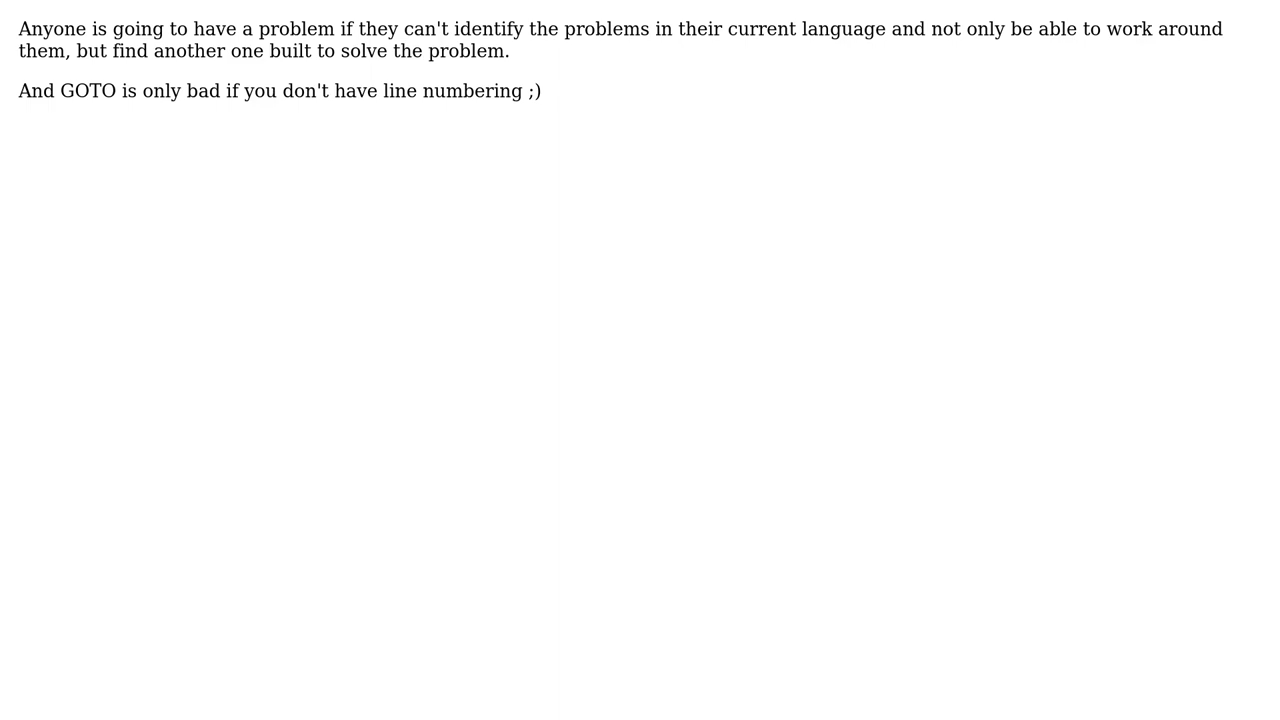 Anyone is going to have a problem if they can't identify the problems in their current language and not only be able to work around
them, but find another one built to solve the problem.
And GOTO is only bad if you don't have line numbering ;)